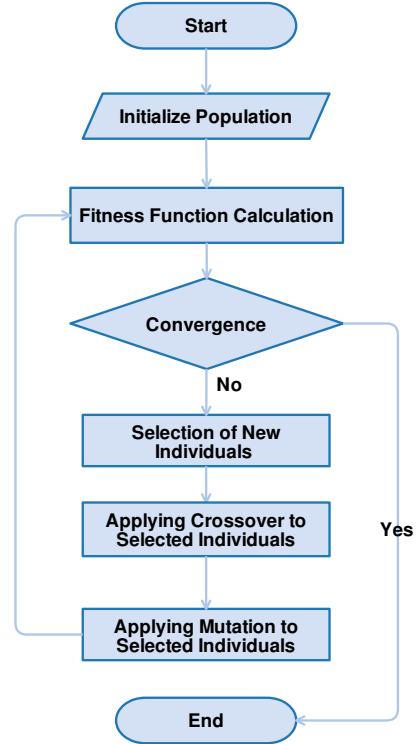 Start
Initialize Population
Fitness Function Calculation
Convergence
No
Selection of New
Individuals
Applying Crossover to
Selected Individuals
Yes
Applying Mutation to
Selected Individuals
End